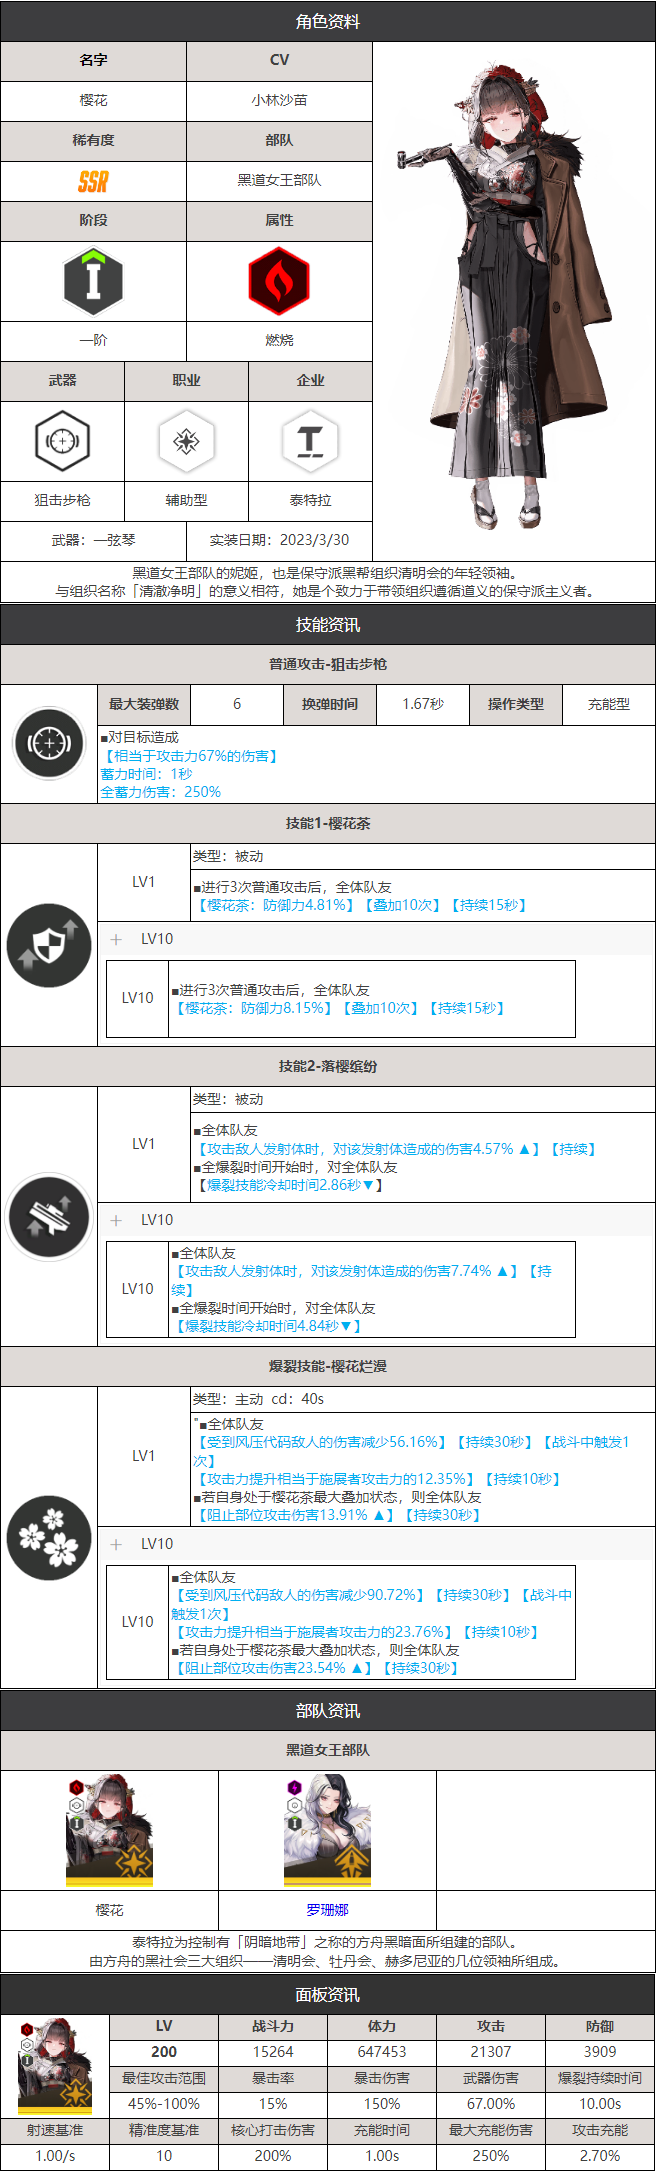 角色资料
名字
CV
樱花
小林沙苗
稀有度
部队
SSR
黑道女王部队
阶段
属性
I
一阶
燃烧
武器
职业
企业
T
狙击步枪
辅助型
泰特拉
武器：一弦琴
实装日期：2023/3/30
黑道女王部队的妮姬，也是保守派黑帮组织清明会的年轻领袖。
与组织名称「清澈净明」的意义相符，她是个致力于带领组织遵循道义的保守派主义者。
技能资讯
普通攻击-狙击步枪
最大装弹数
6
换弹时间
1.67秒
操作类型
充能型
■对目标造成
【相当于攻击力67%的伤害】
蓄力时间：1秒
全蓄力伤害：250%
技能1-樱花茶
LV1
类型：被动
■进行3次普通攻击后，全体队友
【樱花茶：防御力4.81%】【叠加10次】【持续15秒】
LV10
LV10
■进行3次普通攻击后，全体队友
【樱花茶：防御力8.15%】【叠加10次】【持续15秒】
技能2-落樱缤纷
LV1
类型：被动
■全体队友
【攻击敌人发射体时，对该发射体造成的伤害4.57% ▲】【持续】
■全爆裂时间开始时，对全体队友
【爆裂技能冷却时间2.86秒▼】
LV10
LV10
■全体队友
【攻击敌人发射体时，对该发射体造成的伤害7.74% ▲】【持
续】
■全爆裂时间开始时，对全体队友
【爆裂技能冷却时间4.84秒▼】
爆裂技能-樱花烂漫
LV1
类型：主动 cd：40s
"■全体队友
【受到风压代码敌人的伤害减少56.16%】【持续30秒】【战斗中触发1
次】
【攻击力提升相当于施展者攻击力的12.35%】【持续10秒】
■若自身处于樱花茶最大叠加状态，则全体队友
【阻止部位攻击伤害13.91% ▲】【持续30秒】
LV10
LV10
■全体队友
【受到风压代码敌人的伤害减少90.72%】【持续30秒】【战斗中
触发1次】
【攻击力提升相当于施展者攻击力的23.76%】【持续10秒】
■若自身处于樱花茶最大叠加状态，则全体队友
【阻止部位攻击伤害23.54% ▲】【持续30秒】
部队资讯
黑道女王部队
樱花
罗珊娜
泰特拉为控制有「阴暗地带」之称的方舟黑暗面所组建的部队。
由方舟的黑社会三大组织——清明会、牡丹会、赫多尼亚的几位领袖所组成。
面板资讯
LV
战斗力
体力
攻击
防御
200
15264
647453
21307
3909
最佳攻击范围
暴击率
暴击伤害
武器伤害
爆裂持续时间
45%-100%
15%
150%
67.00%
10.00s
射速基准
精准度基准
核心打击伤害
充能时间
最大充能伤害
攻击充能
1.00/s
10
200%
1.00s
250%
2.70%